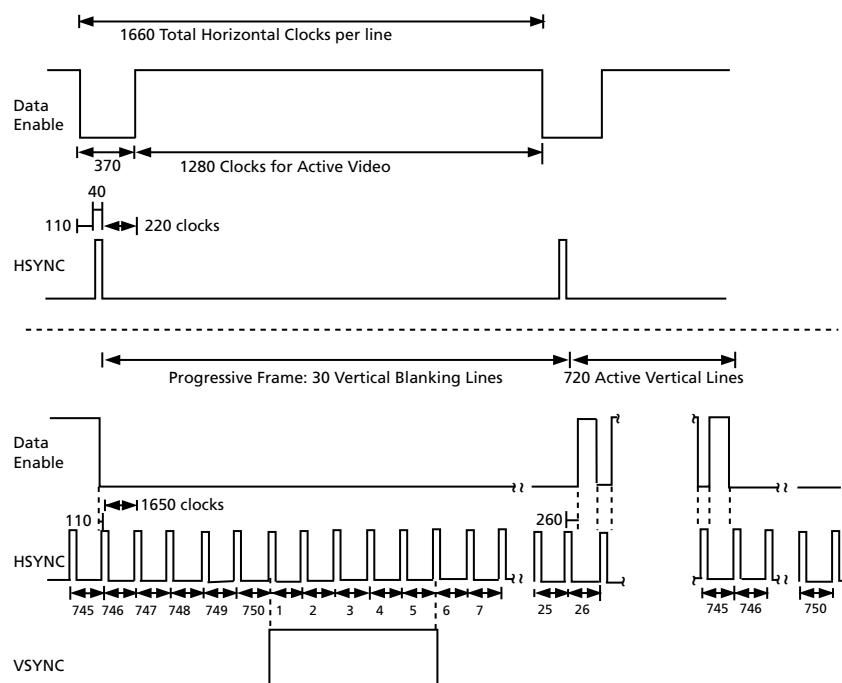 1660 Total Horizontal Clocks per line
Data
Enable
370
1280 Clocks for Active Video
40
110
220 clocks
HSYNC
Progressive Frame: 30 Vertical Blanking Lines
720 Active Vertical Lines
Data
Enable
1650 clocks
110
260
HSYNC
745 746 747 748 749 750 1 2 3 4 5 6 7 25 26 745 746 750
VSYNC